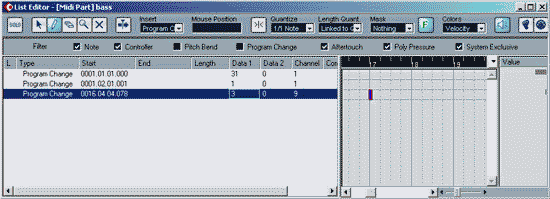 List Editor - [Midi Part] bass
SOLO Insert Mouse Position Quantize Length Quant. Mask Colors
Program C 1/1 Note Linked to Nothing F Velocity
Filter Note Controller Pitch Bend Program Change Aftertouch Poly Pressure System Exclusive
L Type Start End Length Data 1 Data 2 Channel Con 17 18 19 Value
Program Change 0001.01.01.000 31 0 1
Program Change 0001.02.01.001 1 0 1
Program Change 0016.04.04.078 3 0 9